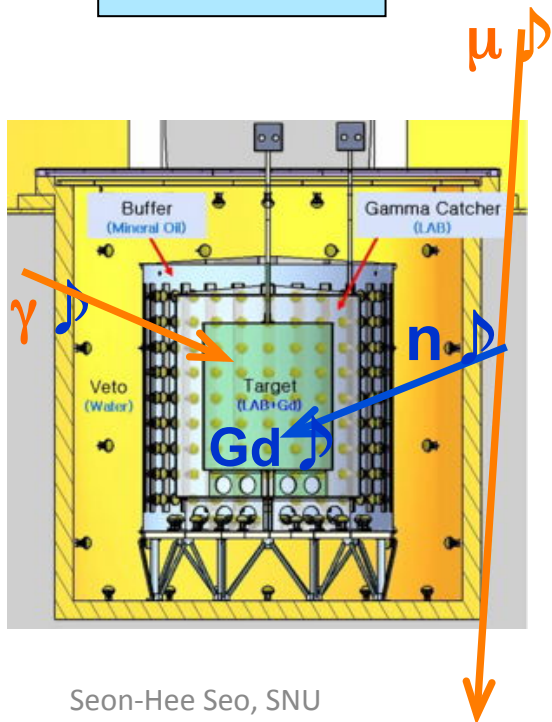 μ♪
Buffer
(Mineral Oil)
Gamma Catcher
(LAB)
γ♪
n♪
Veto
(Water)
Target
(LAB+Gd)
Gd♪
Seon-Hee Seo, SNU